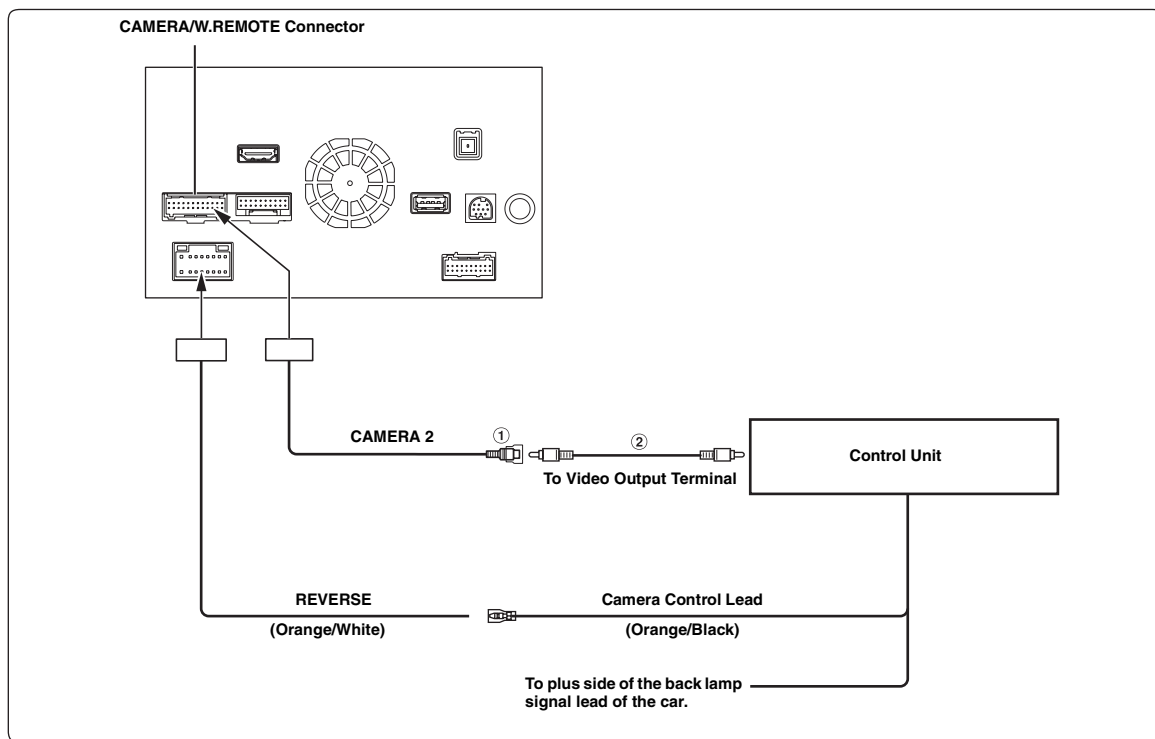 CAMERA/W.REMOTE Connector
CAMERA 2
①
②
To Video Output Terminal
Control Unit
REVERSE
(Orange/White)
Camera Control Lead
(Orange/Black)
To plus side of the back lamp
signal lead of the car.